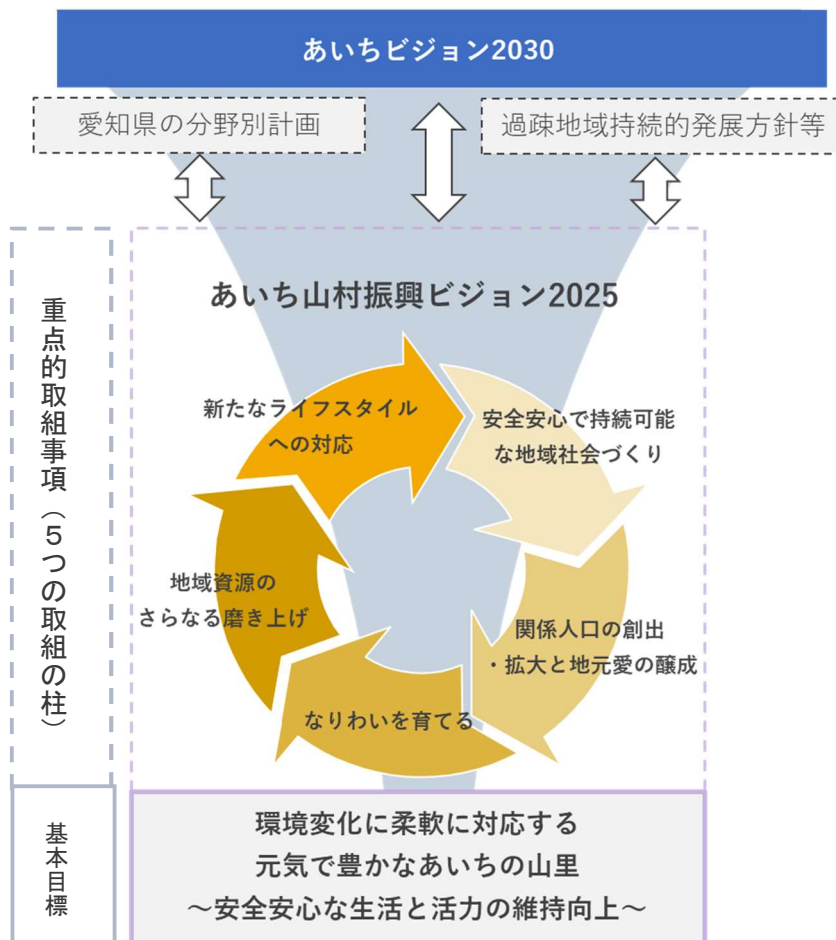 あいちビジョン2030
愛知県の分野別計画
過疎地域持続的発展方針等
重点的取組事項（５つの取組の柱）
あいち山村振興ビジョン2025
新たなライフスタイル
への対応
安全安心で持続可能
な地域社会づくり
関係人口の創出
・拡大と地元愛の醸成
なりわいを育てる
地域資源の
さらなる磨き上げ
基本目標
環境変化に柔軟に対応する
元気で豊かなあいちの山里
～安全安心な生活と活力の維持向上～